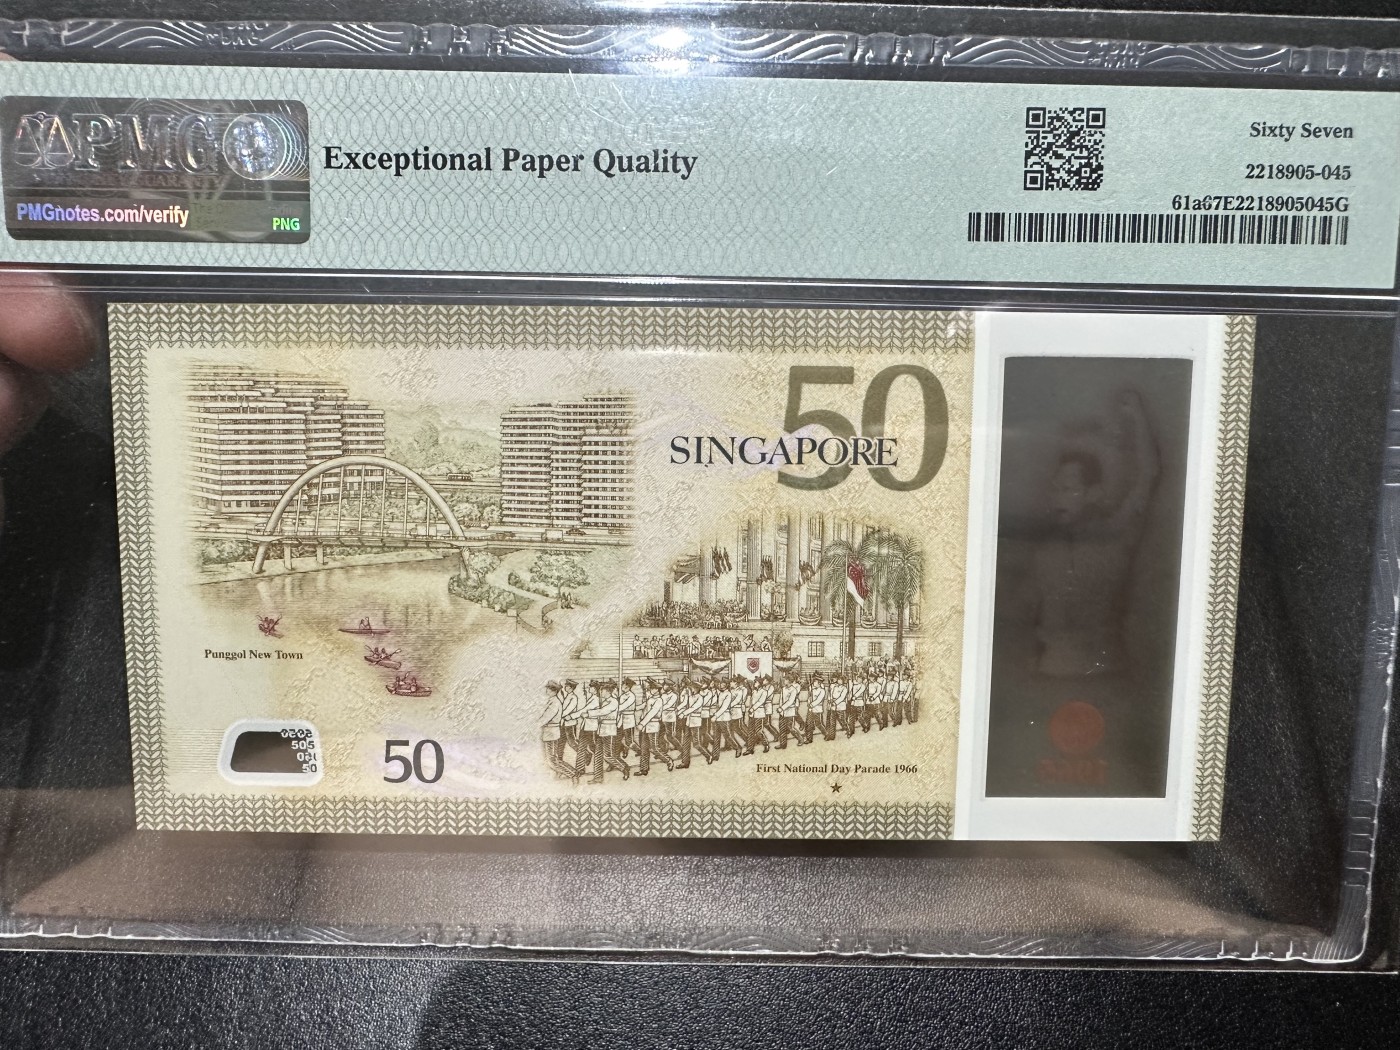 PMG
PMGnotes.com/verify
PNG
Exceptional Paper Quality
Sixty Seven
2218905-045
61a67E2218905045G
50
SINGAPORE
Punggol New Town
50
First National Day Parade 1966